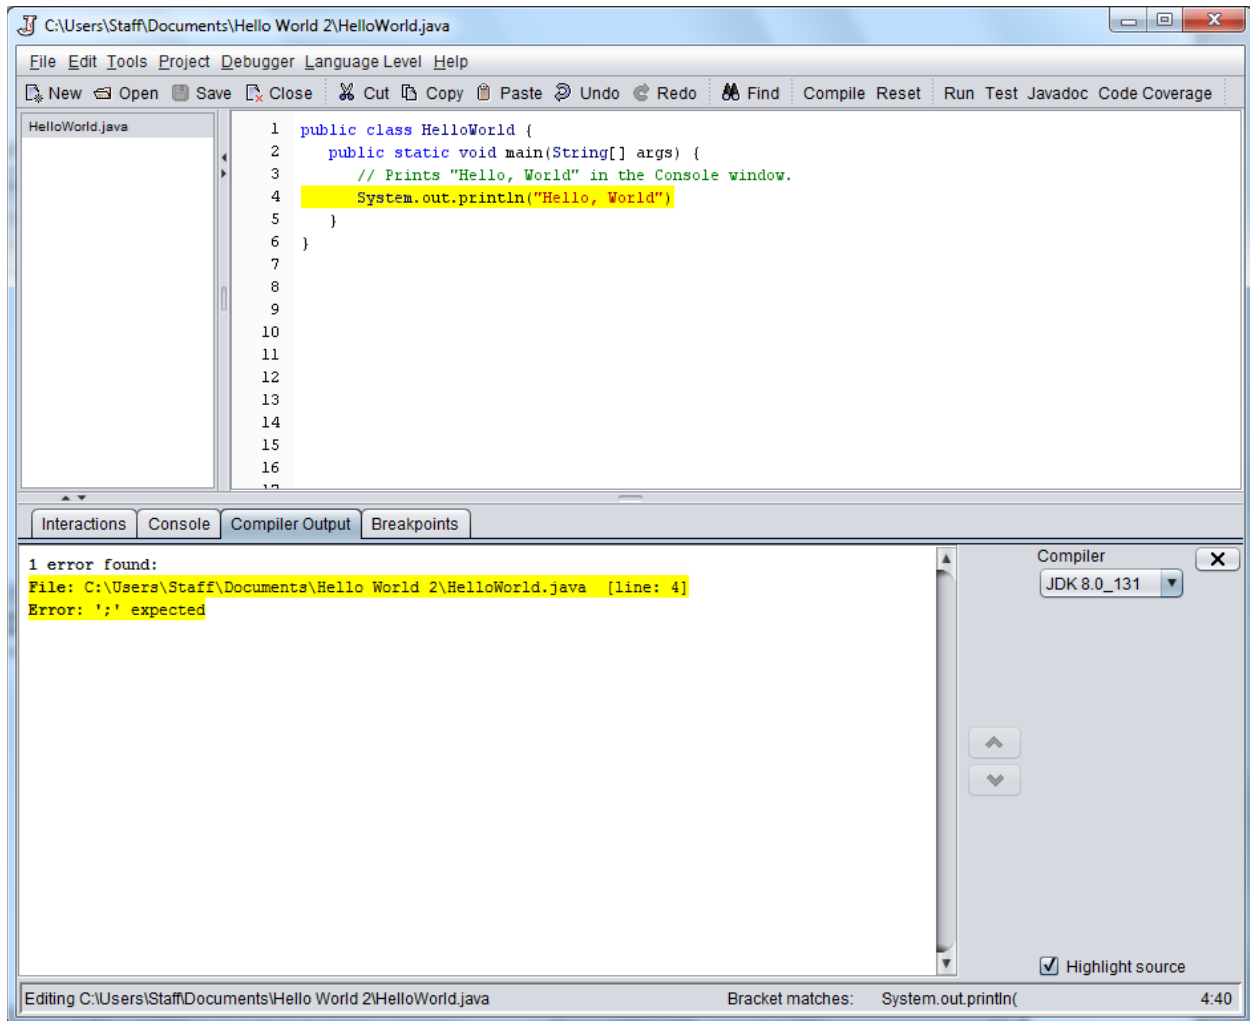 C:\Users\Staff\Documents\Hello World 2\HelloWorld.java
File Edit Tools Project Debugger Language Level Help
New Open Save Close Cut Copy Paste Undo Redo Find Compile Reset Run Test Javadoc Code Coverage
HelloWorld.java
1 public class HelloWorld {
2 public static void main(String[] args) {
3 // Prints "Hello, World" in the Console window.
4 System.out.println("Hello, World")
5 }
6 }
7
8
9
10
11
12
13
14
15
16
17
Interactions Console Compiler Output Breakpoints
1 error found:
File: C:\Users\Staff\Documents\Hello World 2\HelloWorld.java [line: 4]
Error: ';' expected
Compiler
JDK 8.0_131
Highlight source
Editing C:\Users\Staff\Documents\Hello World 2\HelloWorld.java Bracket matches: System.out.println( 4:40